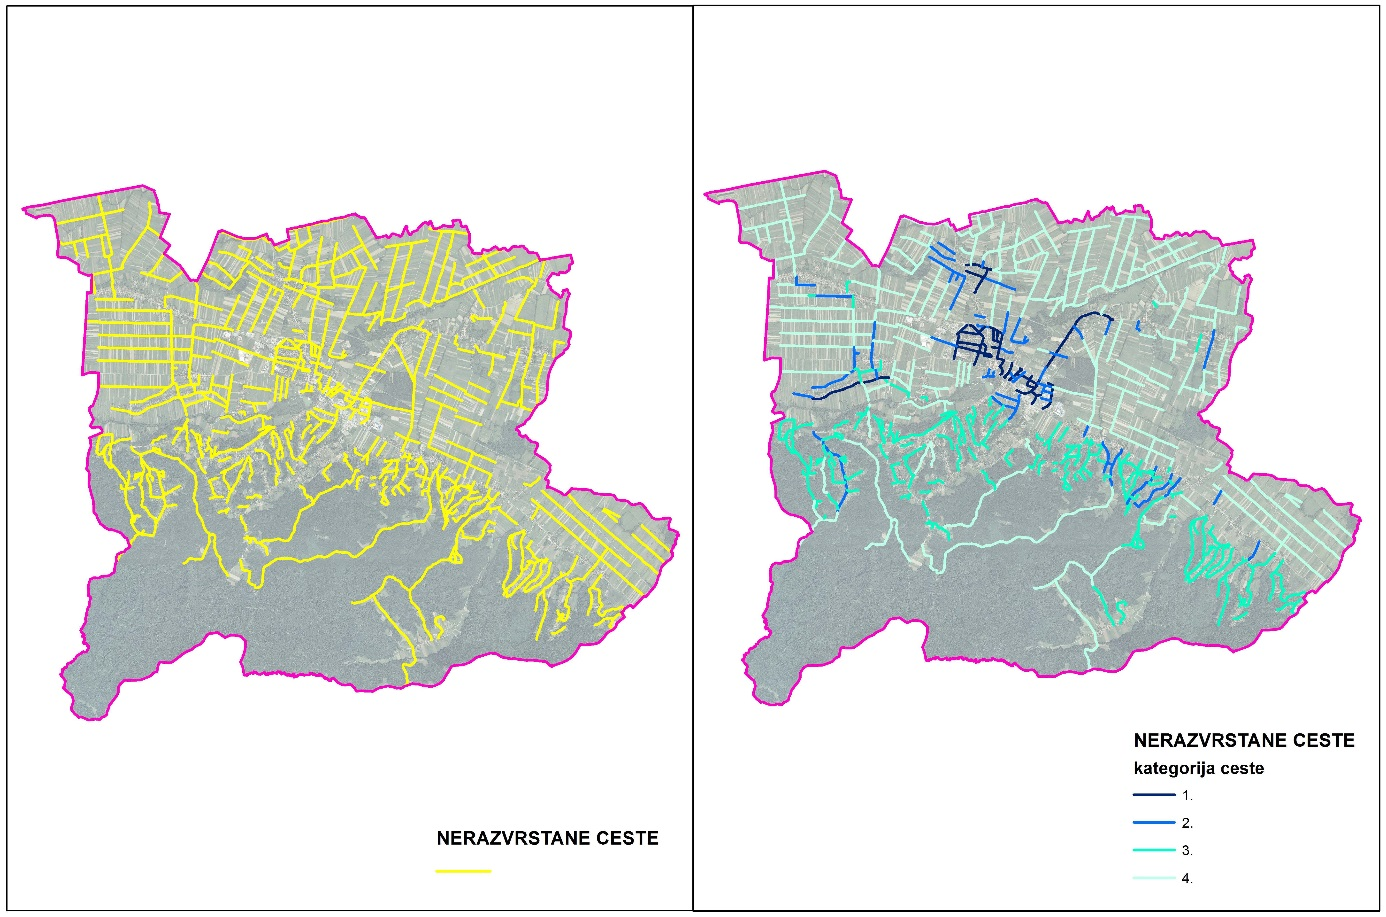 NERAZVRSTANE CESTE
NERAZVRSTANE CESTE
kategorija ceste
1.
2.
3.
4.